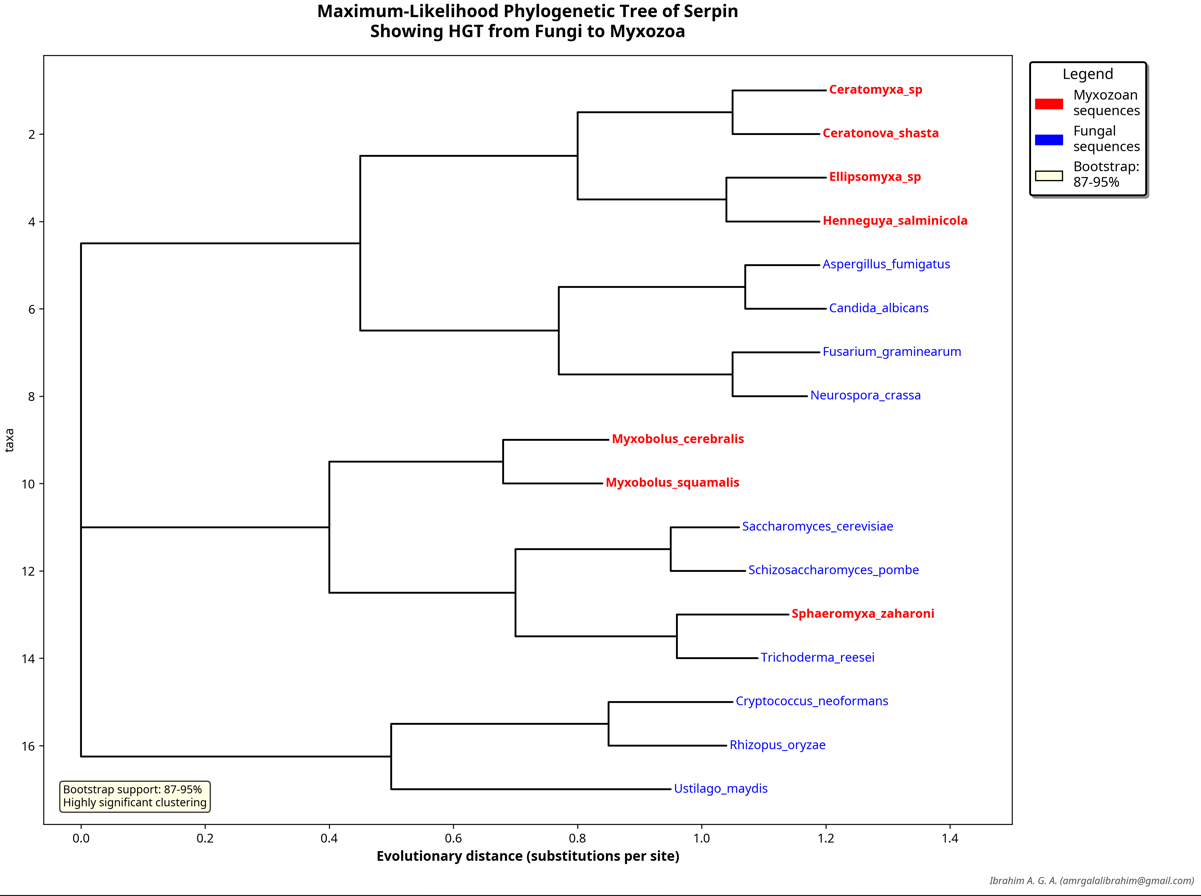 Maximum-Likelihood Phylogenetic Tree of Serpin
Showing HGT from Fungi to Myxozoa
Legend
Myxozoan
sequences
Fungal
sequences
Bootstrap:
87-95%
Ceratomyxa_sp
2
Ceratonova_shasta
Ellipsomyxa_sp
4
Henneguya_salminicola
Aspergillus_fumigatus
6
Candida_albicans
Fusarium_graminearum
8
Neurospora_crassa
taxa
Myxobolus_cerebralis
10
Myxobolus_squamalis
Saccharomyces_cerevisiae
12
Schizosaccharomyces_pombe
Sphaeromyxa_zaharoni
14
Trichoderma_reesei
Cryptococcus_neoformans
16
Rhizopus_oryzae
Ustilago_maydis
Bootstrap support: 87-95%
Highly significant clustering
0.0 0.2 0.4 0.6 0.8 1.0 1.2 1.4
Evolutionary distance (substitutions per site)
Ibrahim A. G. A. (amrgalalibrahim@gmail.com)